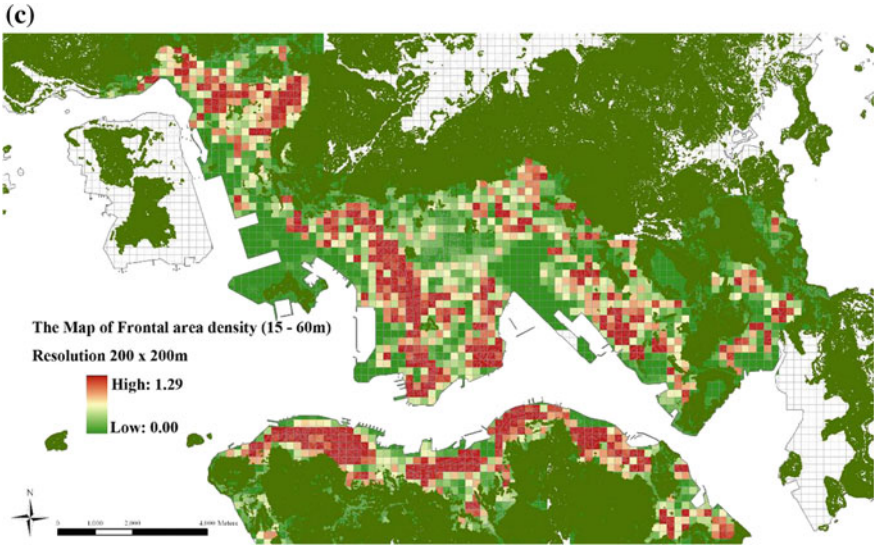 (c)
The Map of Frontal area density (15 - 60m)
Resolution 200 x 200m
High: 1.29
Low: 0.00
N
0 1,000 2,000 4,000 Meters